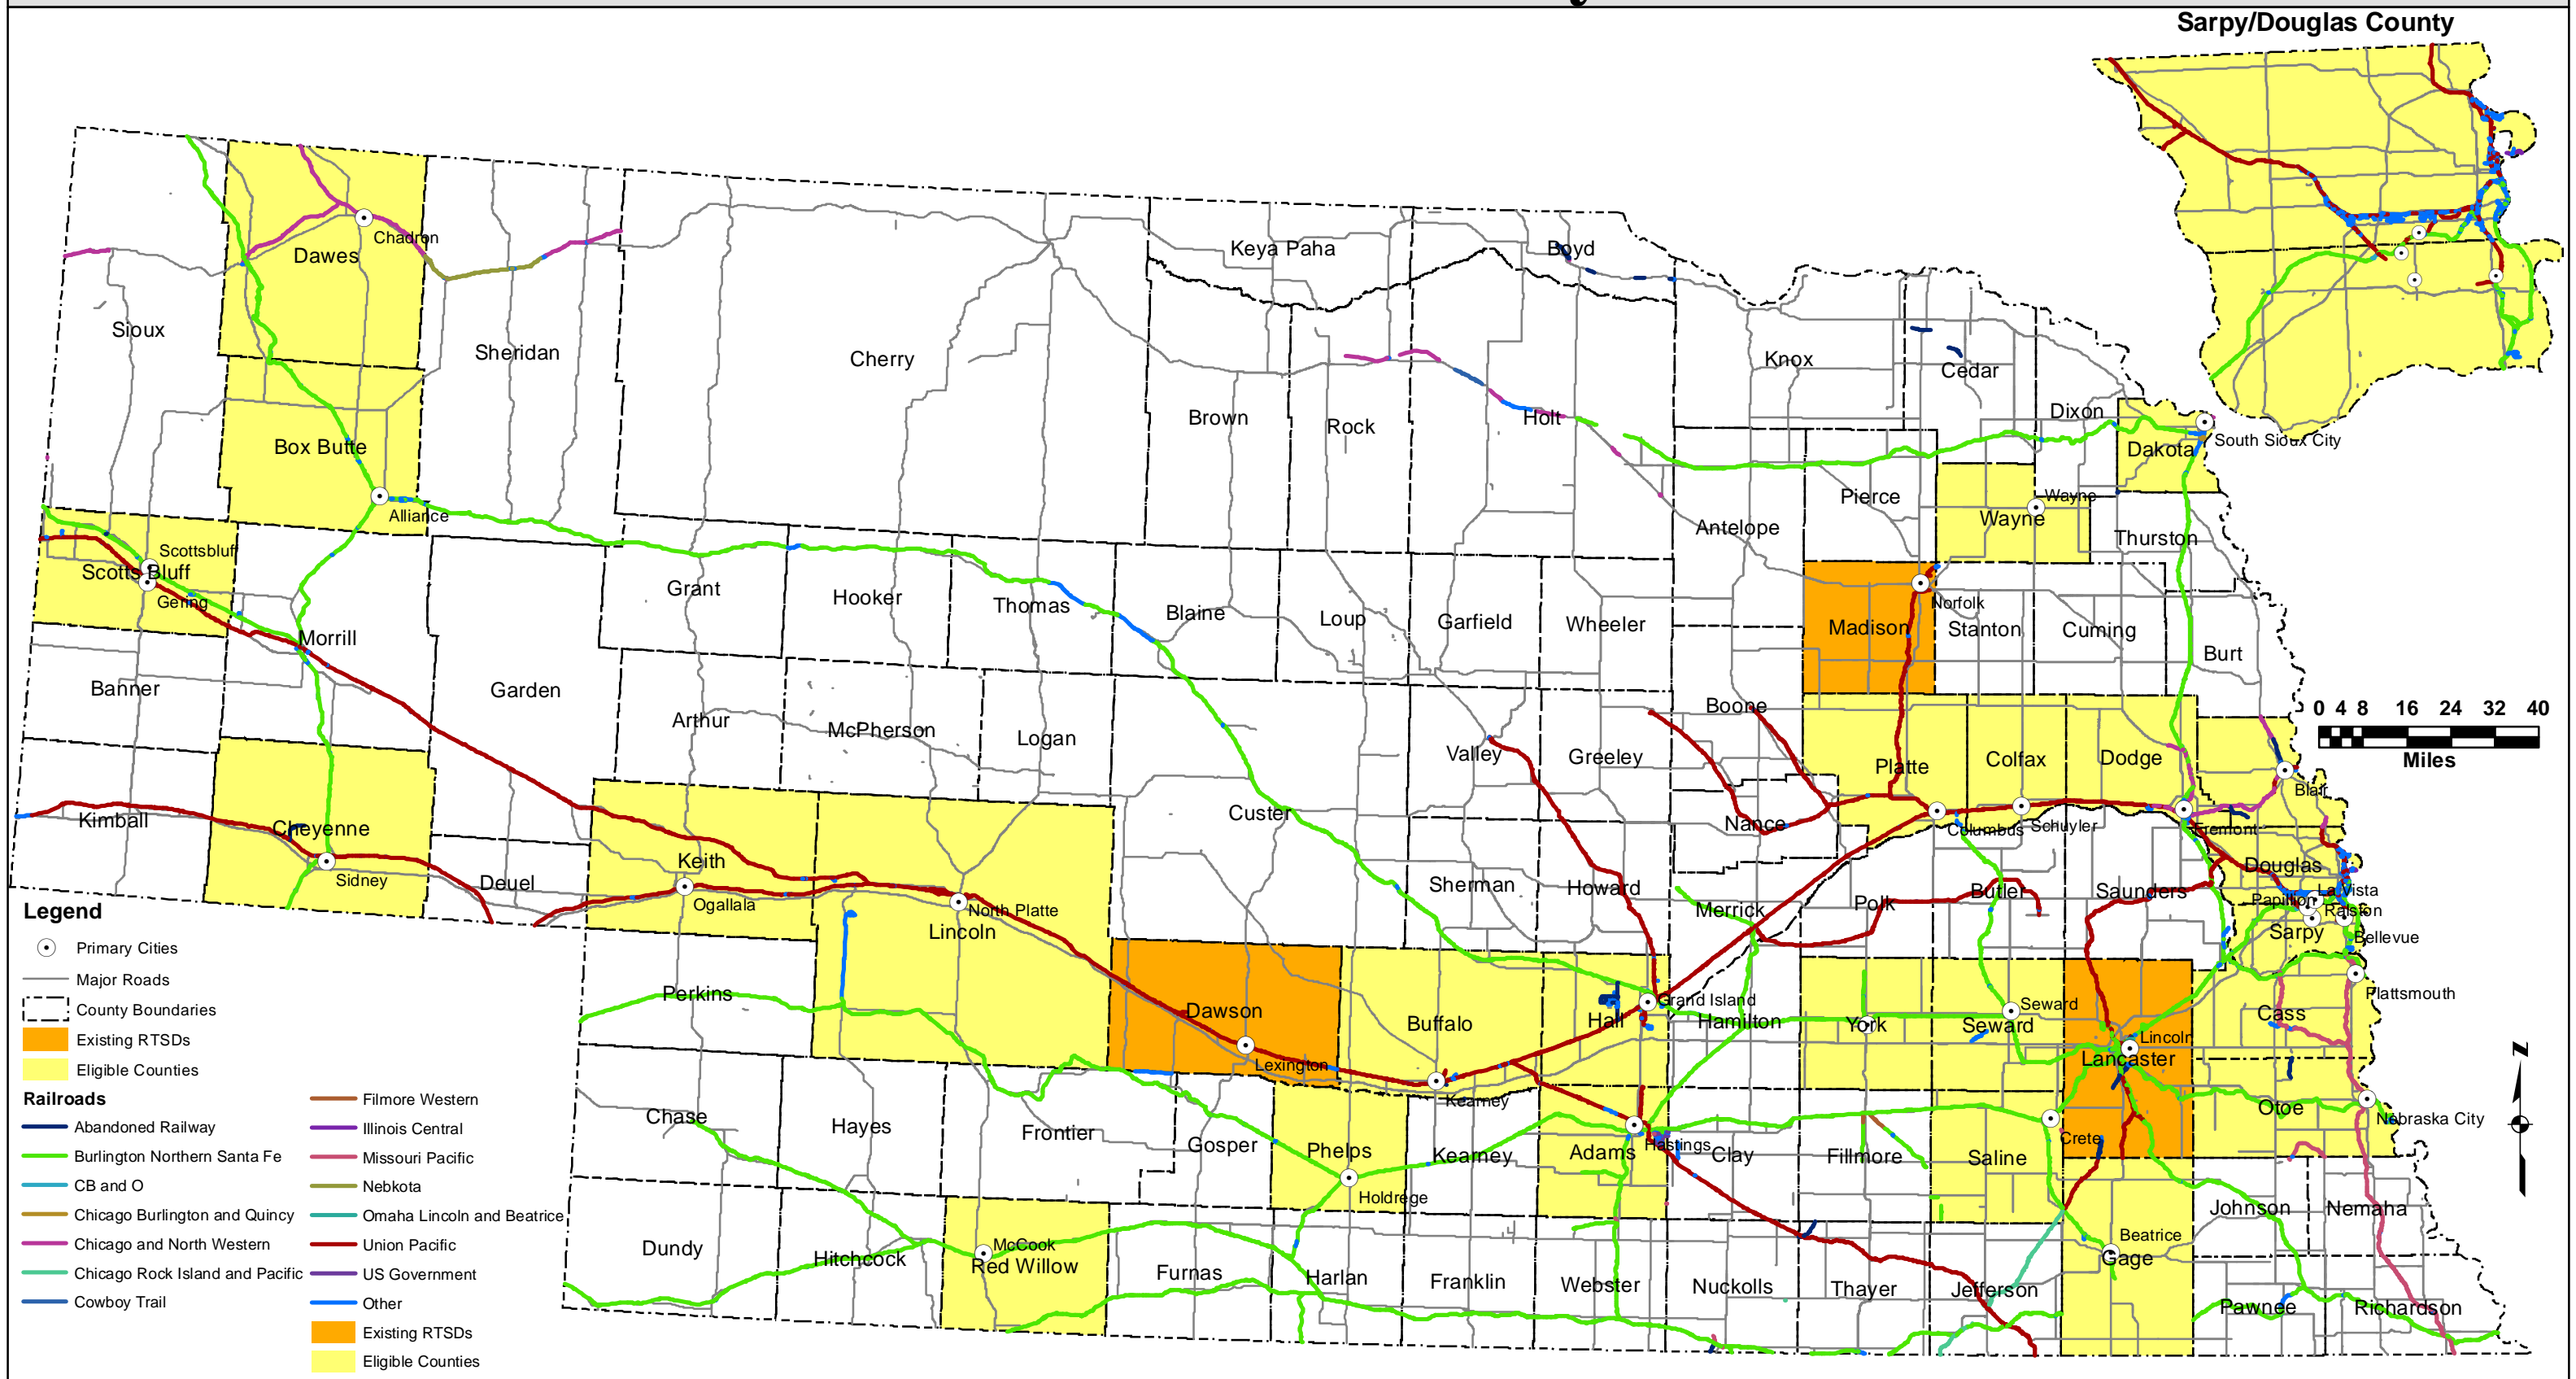 Sarpy/Douglas County
Keya Paha
Boyd
Chadron
Dawes
Sioux
Sheridan
Cherry
Knox
Cedar
Brown
Rock
Holt
Dixon
South Sioux City
Dakota
Box Butte
Alliance
Pierce
Wayne
Wayne
Antelope
Thurston
Scottsbluff
Scotts Bluff
Gering
Grant
Hooker
Thomas
Blaine
Loup
Garfield
Wheeler
Norfolk
Madison
Stanton
Cuming
Morrill
Burt
Banner
Garden
Arthur
McPherson
Logan
Boone
Valley
Greeley
Platte
Colfax
Dodge
0 4 8 16 24 32 40
Miles
Blair
Kimball
Cheyenne
Custer
Nance
Columbus
Schuyler
Fremont
Keith
Sidney
Deuel
Ogallala
North Platte
Lincoln
Sherman
Howard
Merrick
Polk
Butler
Saunders
Douglas
La Vista
Papillion
Ralston
Sarpy
Bellevue
Perkins
Dawson
Lexington
Buffalo
Kearney
Grand Island
Hall
Hamilton
York
Seward
Seward
Lincoln
Lancaster
Plattsmouth
Cass
Chase
Hayes
Frontier
Gosper
Phelps
Holdrege
Kearney
Adams
Hastings
Clay
Fillmore
Saline
Crete
Otoe
Nebraska City
Dundy
Hitchcock
McCook
Red Willow
Furnas
Harlan
Franklin
Webster
Nuckolls
Thayer
Jefferson
Beatrice
Gage
Johnson
Nemaha
Pawnee
Richardson
Z
Legend
Primary Cities
Major Roads
County Boundaries
Existing RTSDs
Eligible Counties
Railroads
Abandoned Railway
Burlington Northern Santa Fe
CB and O
Chicago Burlington and Quincy
Chicago and North Western
Chicago Rock Island and Pacific
Cowboy Trail
Filmore Western
Illinois Central
Missouri Pacific
Nebkota
Omaha Lincoln and Beatrice
Union Pacific
US Government
Other
Existing RTSDs
Eligible Counties